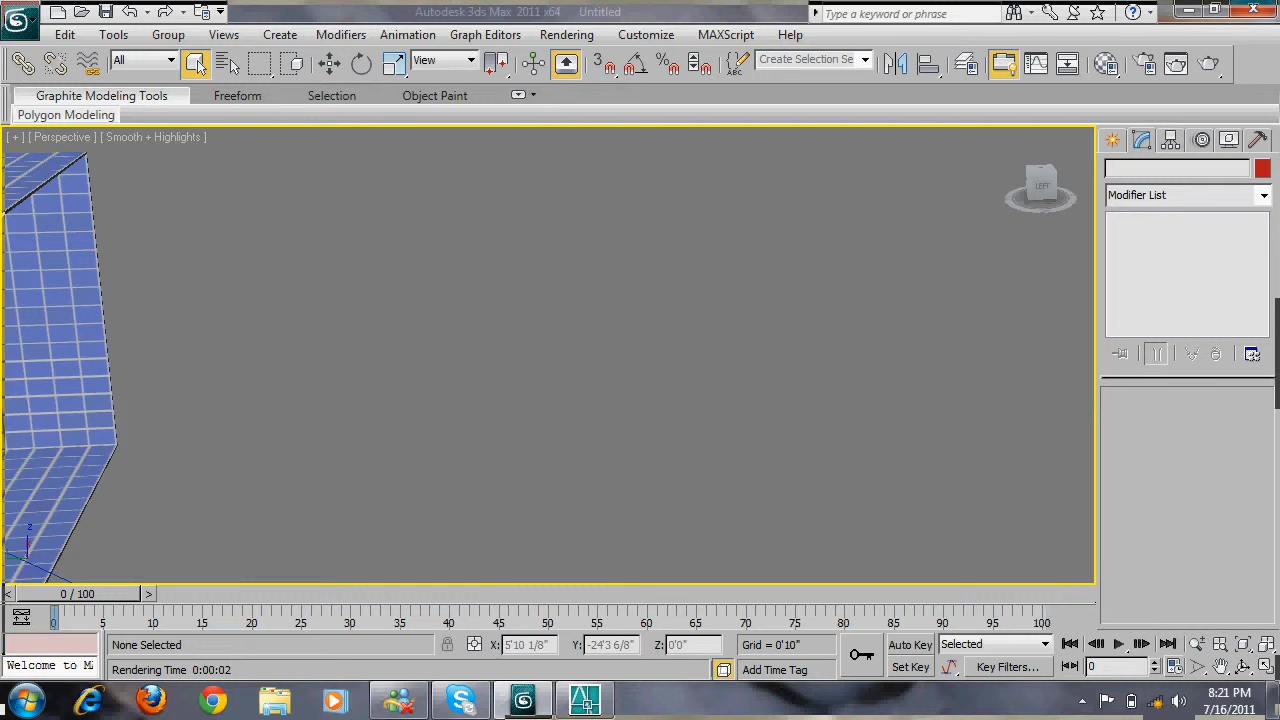 Autodesk 3ds Max 2011 x64 Untitled
Type a keyword or phrase
Edit Tools Group Views Create Modifiers Animation Graph Editors Rendering Customize MAXScript Help
All View 3 Create Selection Se
Graphite Modeling Tools Freeform Selection Object Paint
Polygon Modeling
[ + ] [ Perspective ] [ Smooth + Highlights ]
LEFT
Modifier List
z
< 0 / 100 >
0 5 10 15 20 25 30 35 40 45 50 55 60 65 70 75 80 85 90 95 100
None Selected X: 5'10 1/8" Y: -24'3 6/8" Z: 0'0" Grid = 0'10" Auto Key Selected
Welcome to M Rendering Time 0:00:02 Add Time Tag Set Key Key Filters... 0
8:21 PM
7/16/2011